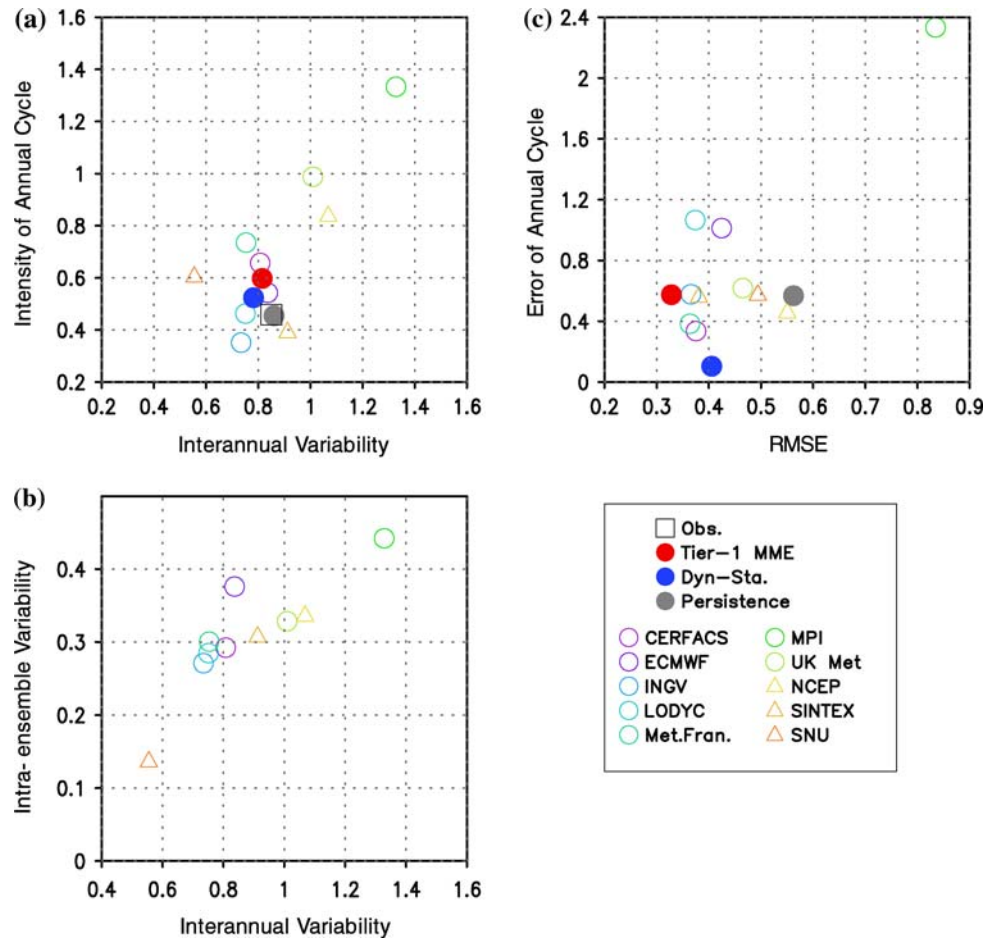 (a)
1.6
1.4
1.2
1
0.8
0.6
0.4
0.2
Intensity of Annual Cycle
0.2 0.4 0.6 0.8 1 1.2 1.4 1.6
Interannual Variability
(c)
2.4
2
1.6
1.2
0.8
0.4
0
Error of Annual Cycle
0.2 0.3 0.4 0.5 0.6 0.7 0.8 0.9
RMSE
(b)
0.4
0.3
0.2
0.1
0
Intra- ensemble Variability
0.4 0.6 0.8 1 1.2 1.4 1.6
Interannual Variability
Obs.
Tier-1 MME
Dyn-Sta.
Persistence
CERFACS
ECMWF
INGV
LODYC
Met.Fran.
MPI
UK Met
NCEP
SINTEX
SNU